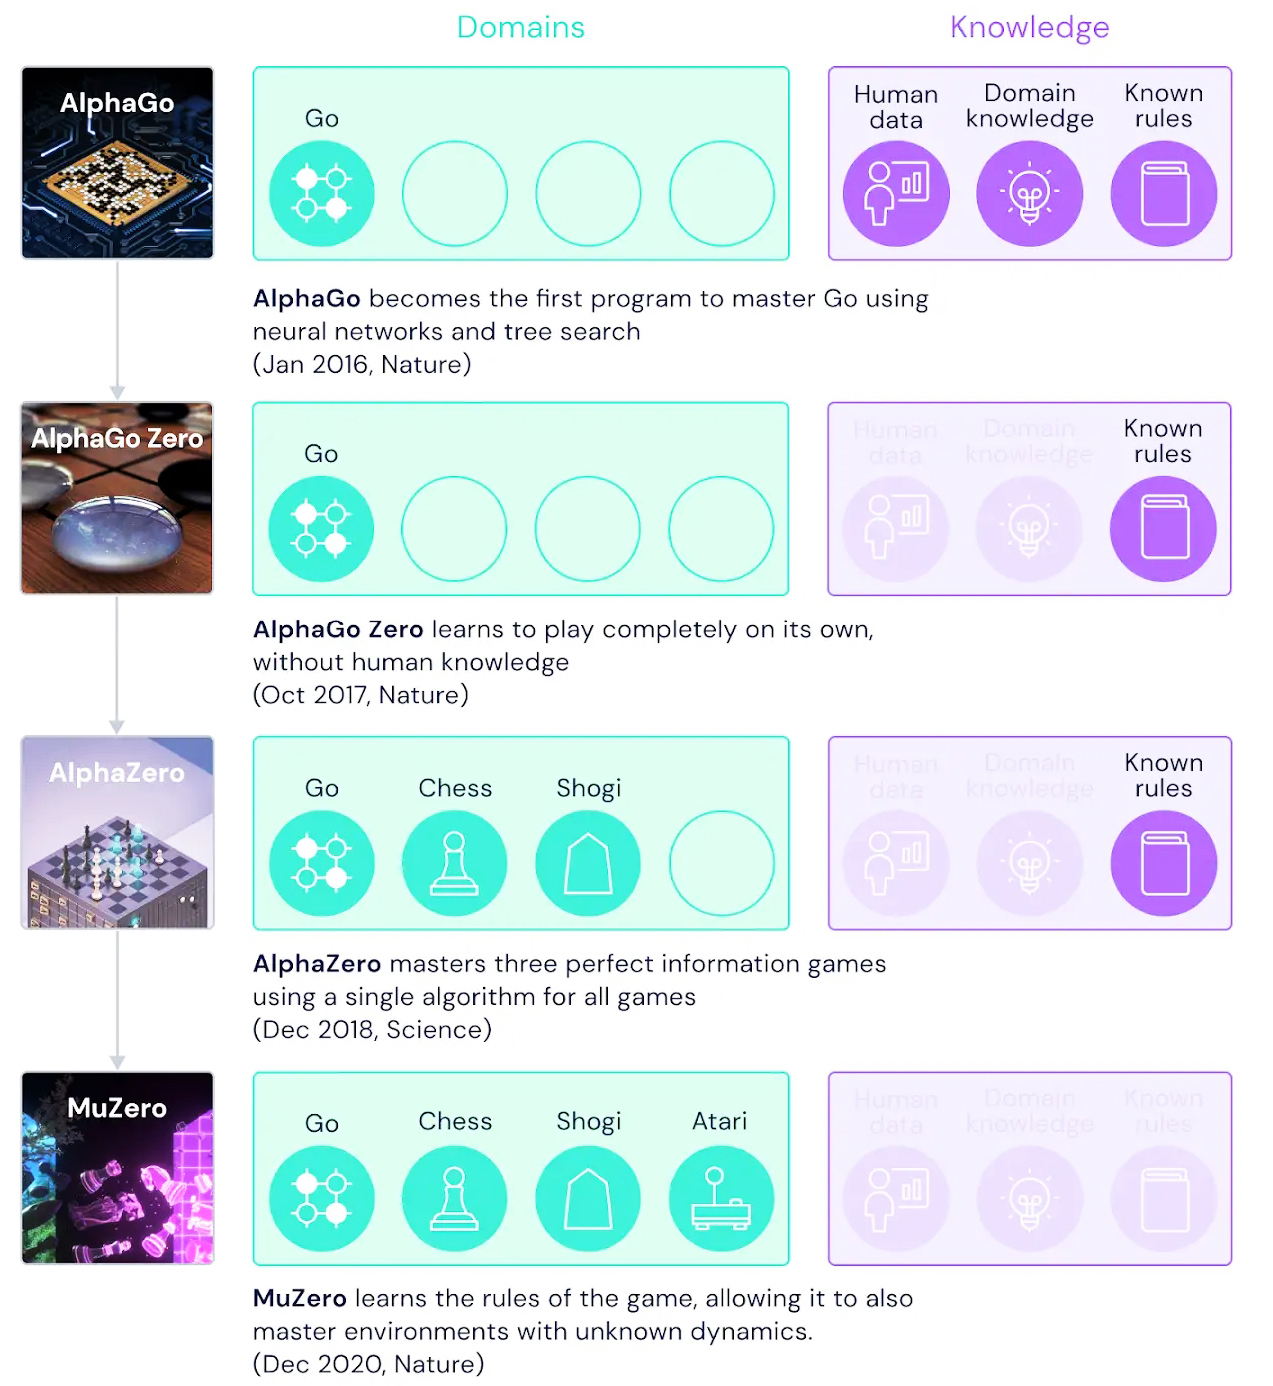 Domains
Knowledge
AlphaGo
Go
Human
data
Domain
knowledge
Known
rules
AlphaGo becomes the first program to master Go using
neural networks and tree search
(Jan 2016, Nature)
AlphaGo Zero
Go
Human
data
Domain
knowledge
Known
rules
AlphaGo Zero learns to play completely on its own,
without human knowledge
(Oct 2017, Nature)
AlphaZero
Go
Chess
Shogi
Human
data
Domain
knowledge
Known
rules
AlphaZero masters three perfect information games
using a single algorithm for all games
(Dec 2018, Science)
MuZero
Go
Chess
Shogi
Atari
Human
data
Domain
knowledge
Known
rules
MuZero learns the rules of the game, allowing it to also
master environments with unknown dynamics.
(Dec 2020, Nature)